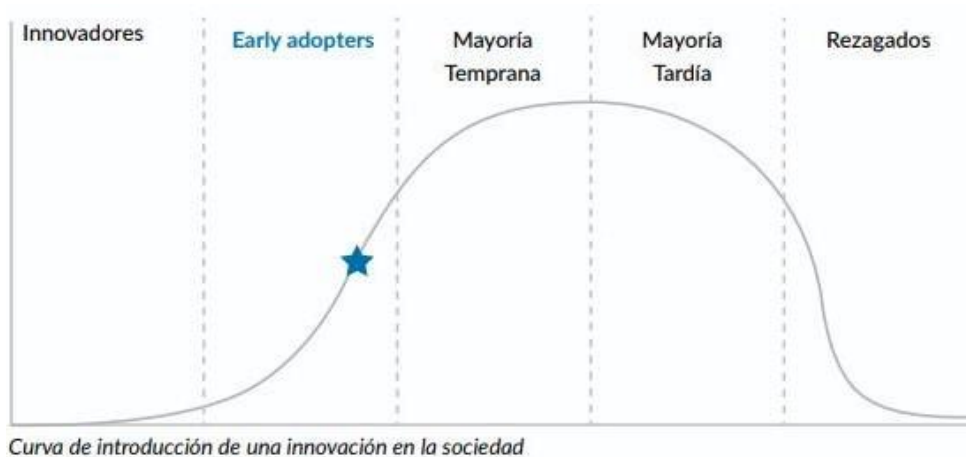 Innovadores
Early adopters
Mayoría
Temprana
Mayoría
Tardía
Rezagados
Curva de introducción de una innovación en la sociedad